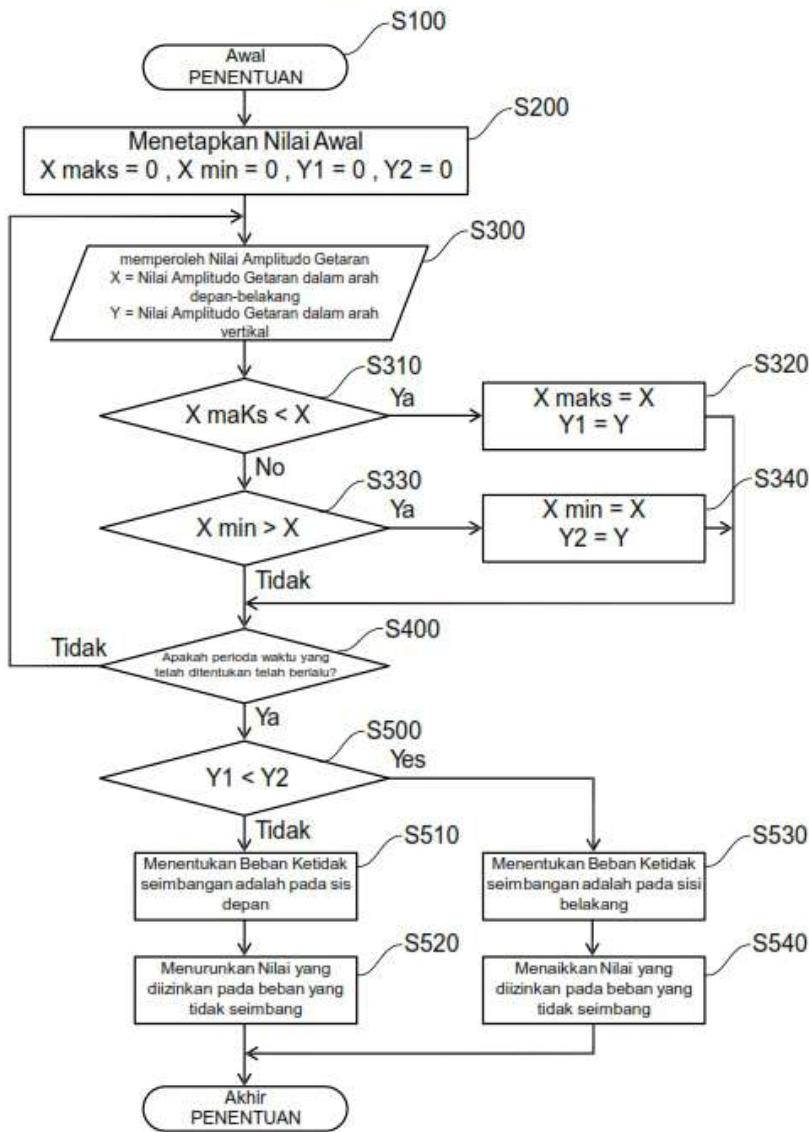 S100
Awal
PENENTUAN
S200
Menetapkan Nilai Awal
X maks = 0 , X min = 0 , Y1 = 0 , Y2 = 0
S300
memperoleh Nilai Amplitudo Getaran
X = Nilai Amplitudo Getaran dalam arah
depan-belakang
Y = Nilai Amplitudo Getaran dalam arah
vertikal
S310
X maKs < X
Ya
S320
X maks = X
Y1 = Y
No
S330
X min > X
Ya
S340
X min = X
Y2 = Y
Tidak
S400
Apakah perioda waktu yang
telah ditentukan telah berlalu?
Tidak
Ya
S500
Y1 < Y2
Yes
Tidak
S510
Menentukan Beban Ketidak
seimbangan adalah pada sis
depan
S530
Menentukan Beban Ketidak
seimbangan adalah pada sisi
belakang
S520
Menurunkan Nilai yang
diizinkan pada beban yang
tidak seimbang
S540
Menaikkan Nilai yang
diizinkan pada beban yang
tidak seimbang
Akhir
PENENTUAN